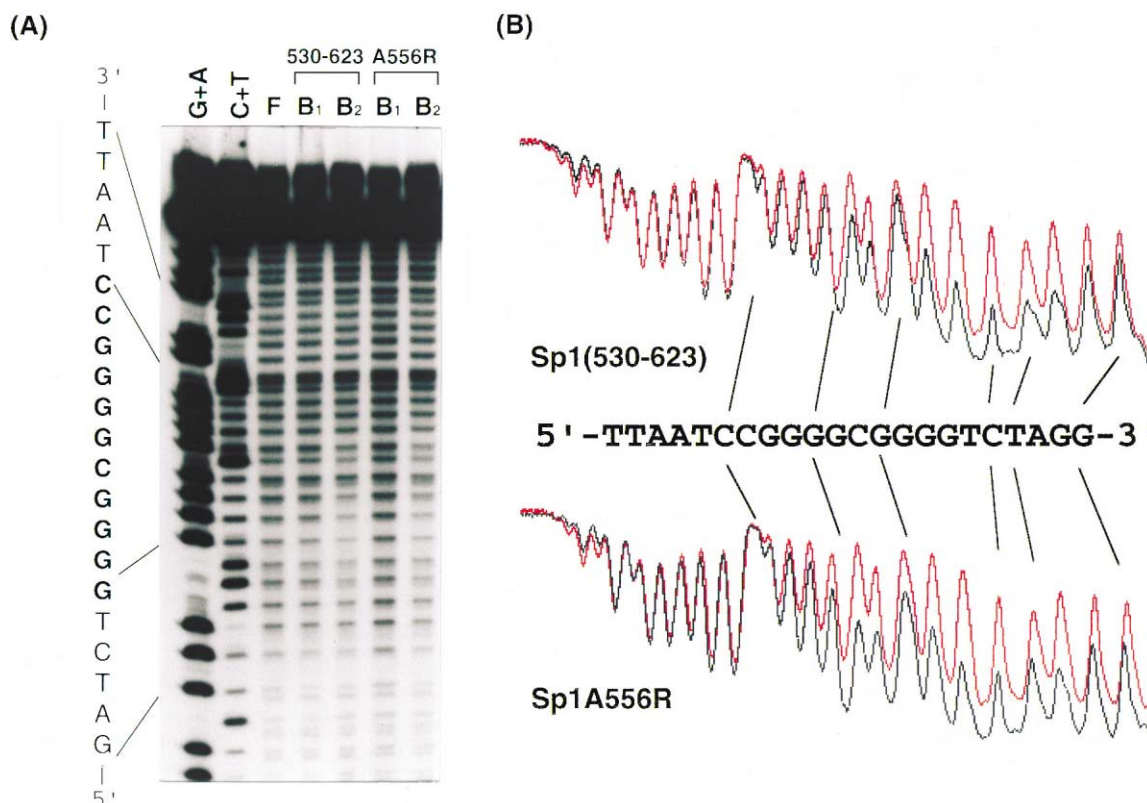 (A)
530-623 A556R
G+A C+T F B1 B2 B1 B2
3'
T
T
A
A
T
C
C
G
G
G
G
C
G
G
G
G
T
C
T
A
G
5'
(B)
Sp1(530-623)
5'-TTAATCCGGGGCGGGGTCTAGG-3
Sp1A556R